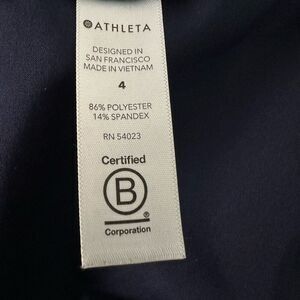 ATHLETA
DESIGNED IN
SAN FRANCISCO
MADE IN VIETNAM
4
86% POLYESTER
14% SPANDEX
RN 54023
Certified
B
®
Corporation